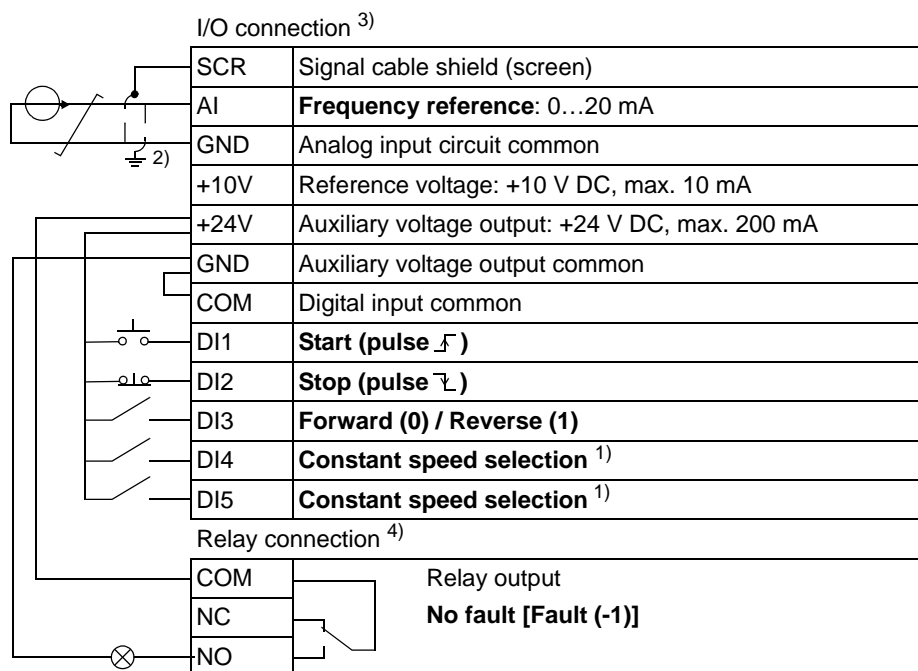 I/O connection 3)
SCR Signal cable shield (screen)
AI Frequency reference: 0…20 mA
GND Analog input circuit common
2)
+10V Reference voltage: +10 V DC, max. 10 mA
+24V Auxiliary voltage output: +24 V DC, max. 200 mA
GND Auxiliary voltage output common
COM Digital input common
DI1 Start (pulse )
DI2 Stop (pulse )
DI3 Forward (0) / Reverse (1)
DI4 Constant speed selection 1)
DI5 Constant speed selection 1)
Relay connection 4)
COM Relay output
NC No fault [Fault (-1)]
NO